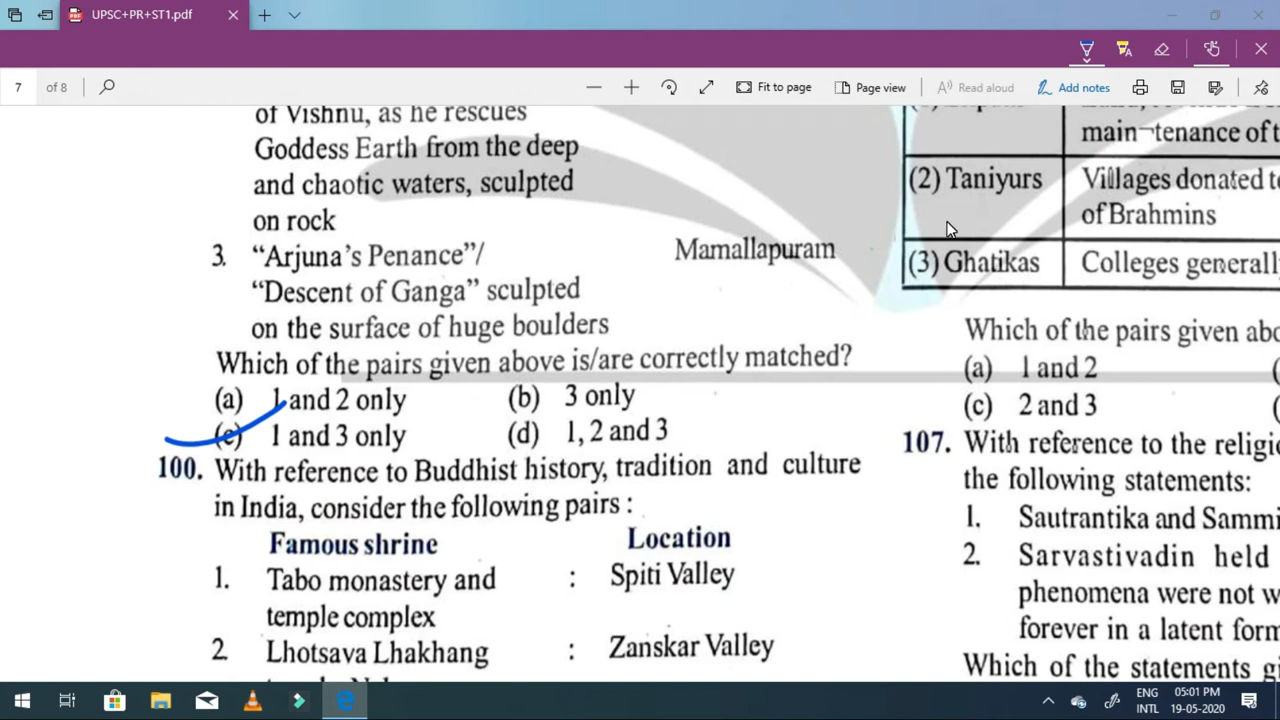 UPSC+PR+ST1.pdf
7 of 8
Fit to page
Page view
Read aloud
Add notes
of Vishnu, as he rescues
Goddess Earth from the deep
and chaotic waters, sculpted
on rock
3. “Arjuna’s Penance”/ Mamallapuram
“Descent of Ganga” sculpted
on the surface of huge boulders
Which of the pairs given above is/are correctly matched?
(a) 1 and 2 only (b) 3 only
(c) 1 and 3 only (d) 1, 2 and 3
100. With reference to Buddhist history, tradition and culture
in India, consider the following pairs :
Famous shrine Location
1. Tabo monastery and : Spiti Valley
temple complex
2. Lhotsava Lhakhang : Zanskar Valley
main¬tenance of t
(2) Taniyurs Villages donated to
of Brahmins
(3) Ghatikas Colleges generall
Which of the pairs given abo
(a) 1 and 2
(c) 2 and 3
107. With reference to the religio
the following statements:
1. Sautrantika and Sammi
2. Sarvastivadin held
phenomena were not w
forever in a latent form
Which of the statements gi
ENG
INTL
05:01 PM
19-05-2020